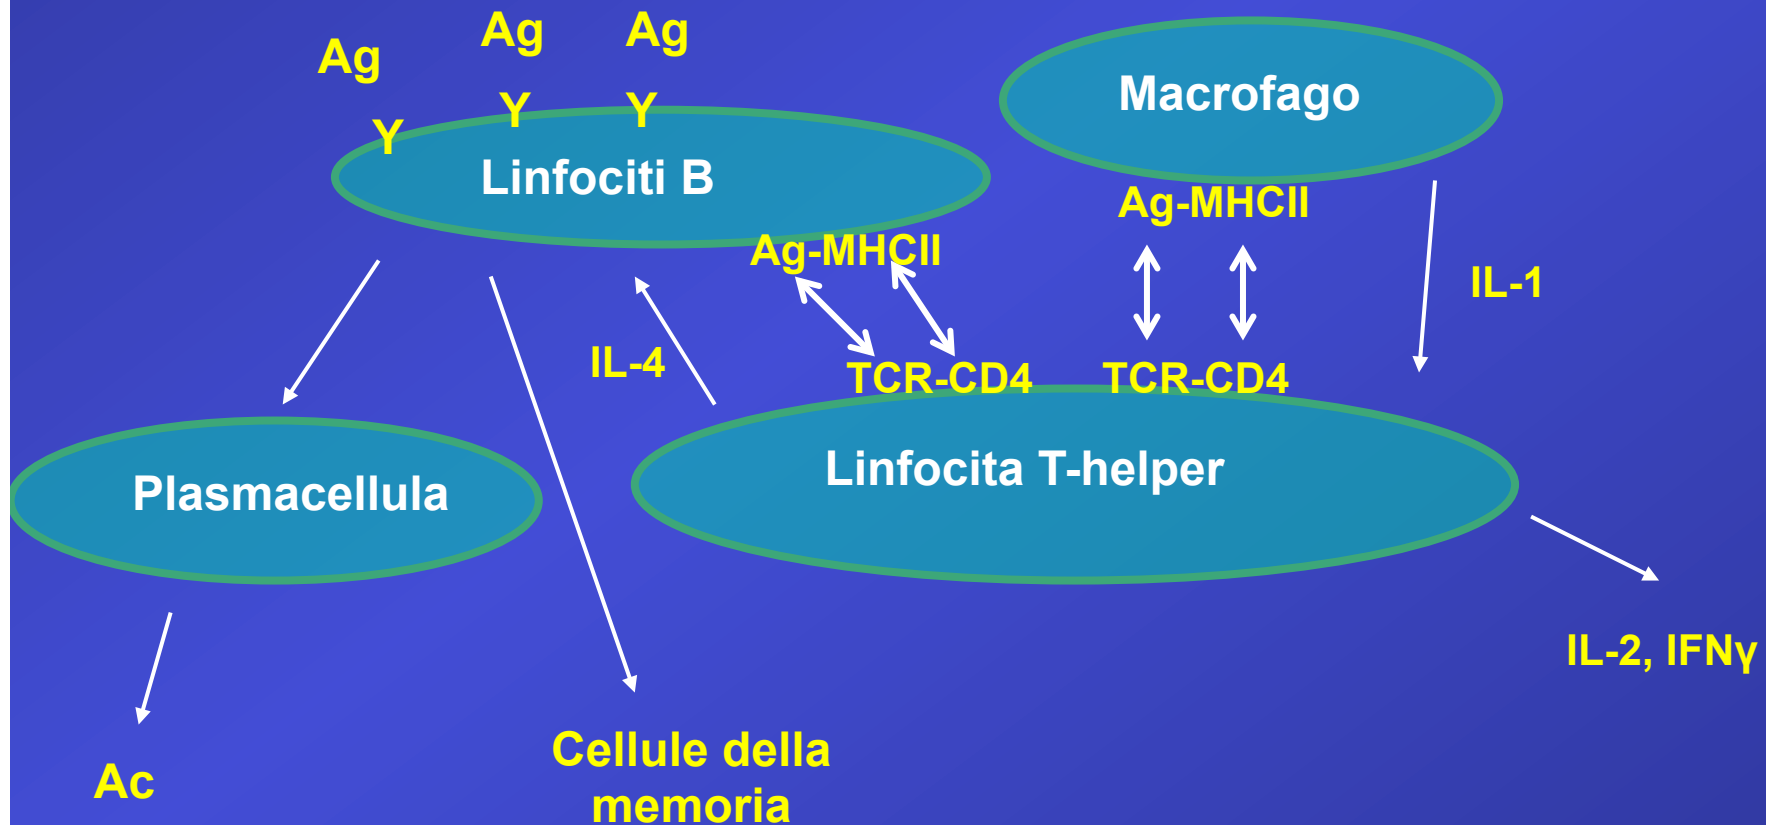 Ag
Ag
Ag
Y
Y
Y
Linfociti B
Macrofago
Ag-MHCII
Ag-MHCII
IL-1
IL-4
TCR-CD4
TCR-CD4
Plasmacellula
Linfocita T-helper
IL-2, IFNγ
Ac
Cellule della
memoria